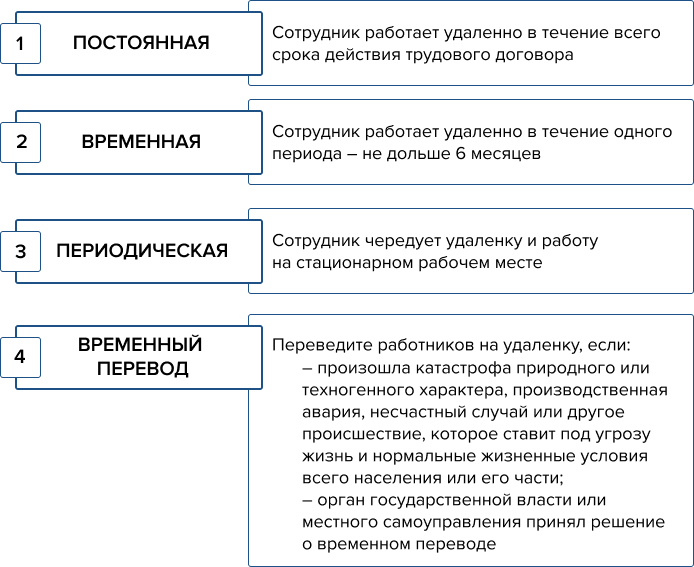 1
ПОСТОЯННАЯ
Сотрудник работает удаленно в течение всего
срока действия трудового договора
2
ВРЕМЕННАЯ
Сотрудник работает удаленно в течение одного
периода – не дольше 6 месяцев
3
ПЕРИОДИЧЕСКАЯ
Сотрудник чередует удаленку и работу
на стационарном рабочем месте
4
ВРЕМЕННЫЙ
ПЕРЕВОД
Переведите работников на удаленку, если:
– произошла катастрофа природного или
техногенного характера, производственная
авария, несчастный случай или другое
происшествие, которое ставит под угрозу
жизнь и нормальные жизненные условия
всего населения или его части;
– орган государственной власти или
местного самоуправления принял решение
о временном переводе